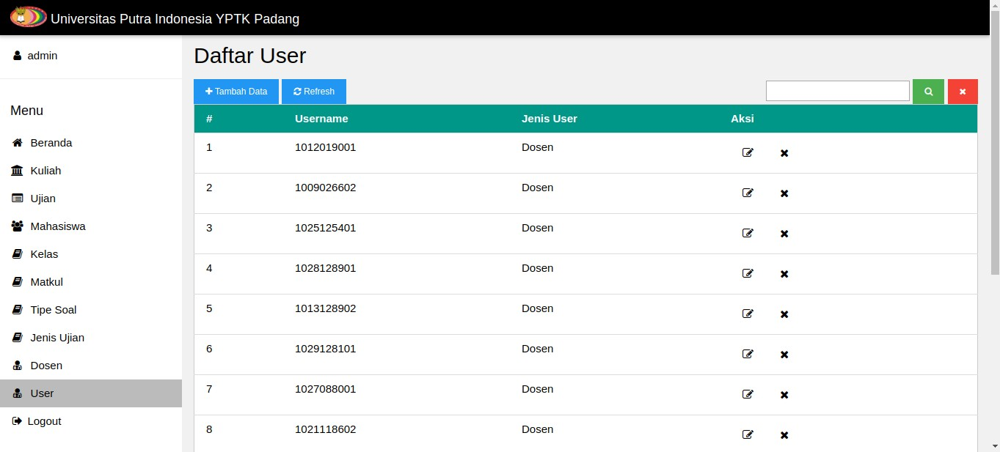 Universitas Putra Indonesia YPTK Padang
admin
Menu
Beranda
Kuliah
Ujian
Mahasiswa
Kelas
Matkul
Tipe Soal
Jenis Ujian
Dosen
User
Logout
Daftar User
Tambah Data Refresh
# Username Jenis User Aksi
1 1012019001 Dosen
2 1009026602 Dosen
3 1025125401 Dosen
4 1028128901 Dosen
5 1013128902 Dosen
6 1029128101 Dosen
7 1027088001 Dosen
8 1021118602 Dosen